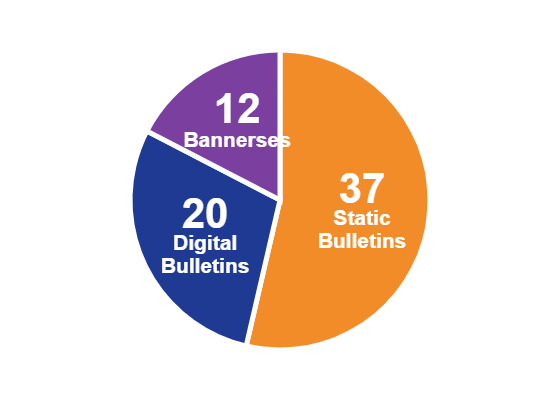 12
Bannerses
37
Static
Bulletins
20
Digital
Bulletins